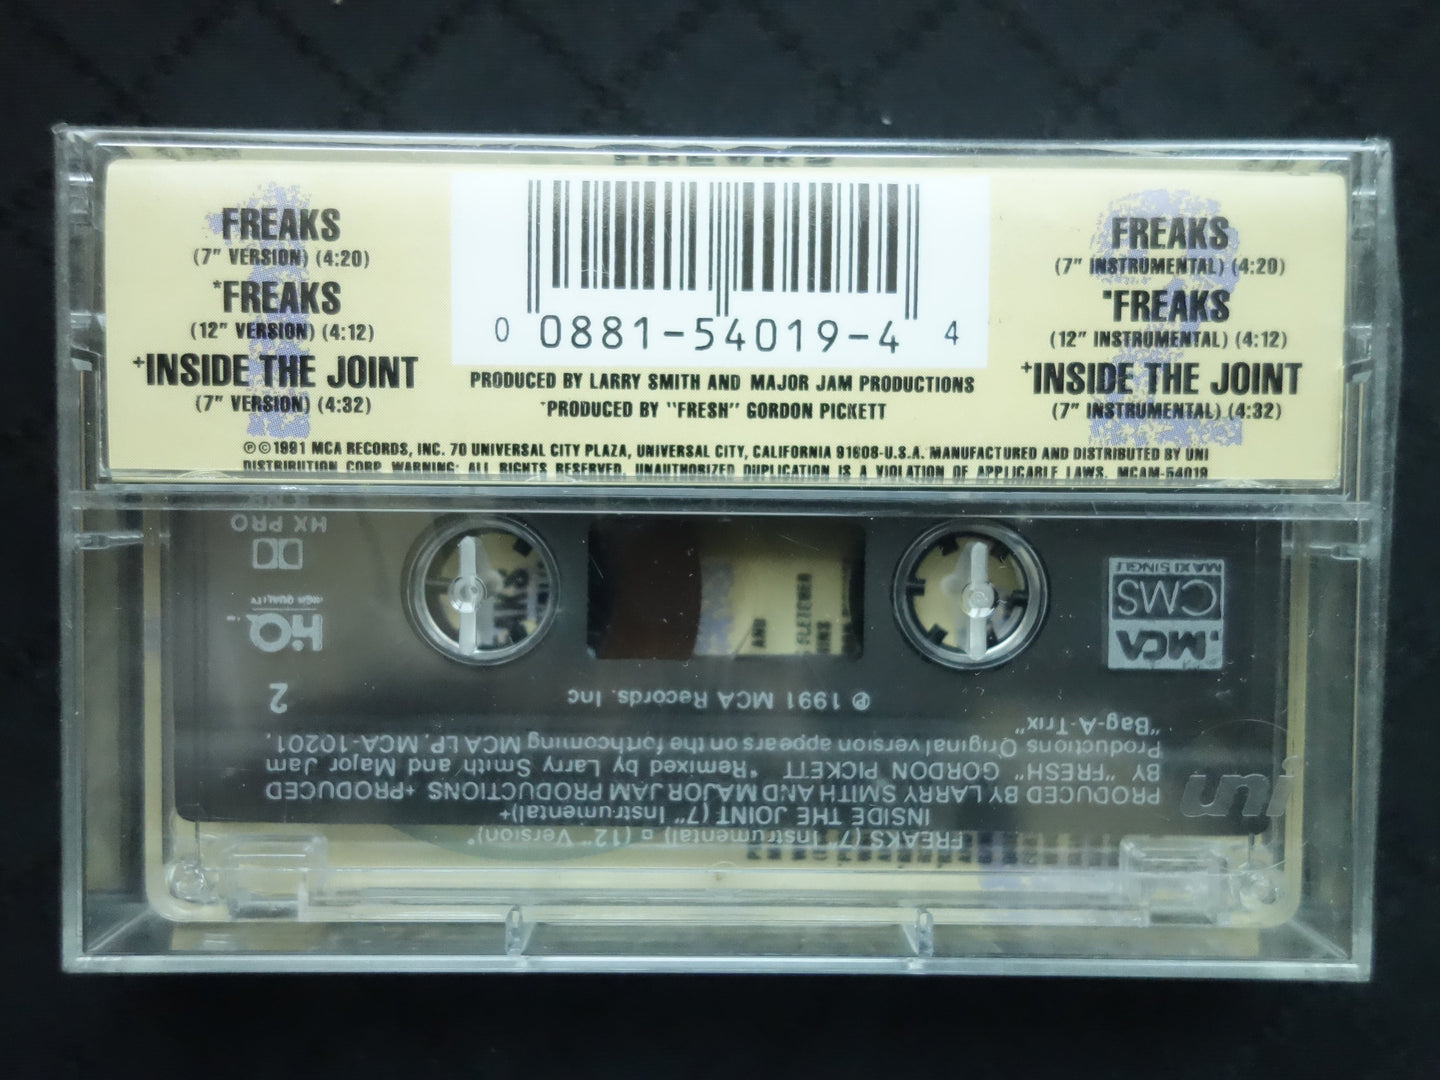 FREAKS
(7" VERSION) (4:20)
*FREAKS
(12" VERSION) (4:12)
+INSIDE THE JOINT
(7" VERSION) (4:32)
0 0881-54019-4 4
PRODUCED BY LARRY SMITH AND MAJOR JAM PRODUCTIONS
*PRODUCED BY "FRESH" GORDON PICKETT
FREAKS
(7" INSTRUMENTAL) (4:20)
*FREAKS
(12" INSTRUMENTAL) (4:12)
+INSIDE THE JOINT
(7" INSTRUMENTAL) (4:32)
℗©1991 MCA RECORDS, INC. 70 UNIVERSAL CITY PLAZA, UNIVERSAL CITY, CALIFORNIA 91608-U.S.A. MANUFACTURED AND DISTRIBUTED BY UNI
DISTRIBUTION CORP. WARNING: ALL RIGHTS RESERVED. UNAUTHORIZED DUPLICATION IS A VIOLATION OF APPLICABLE LAWS. MCAM-54019
FREAKS (7" Instrumental) □ (12" Version)*
INSIDE THE JOINT (7" Instrumental)+
PRODUCED BY LARRY SMITH AND MAJOR JAM PRODUCTIONS +PRODUCED
BY "FRESH" GORDON PICKETT *Remixed by Larry Smith and Major Jam
Productions Original version appears on the forthcoming MCA LP, MCA-10201,
"Bag-A-Trix"
℗ 1991 MCA Records, Inc
2
MCA
CMS
MAXI SINGLE
HiQ
HIGH QUALITY
HX PRO
uni
AND
FLETCHER